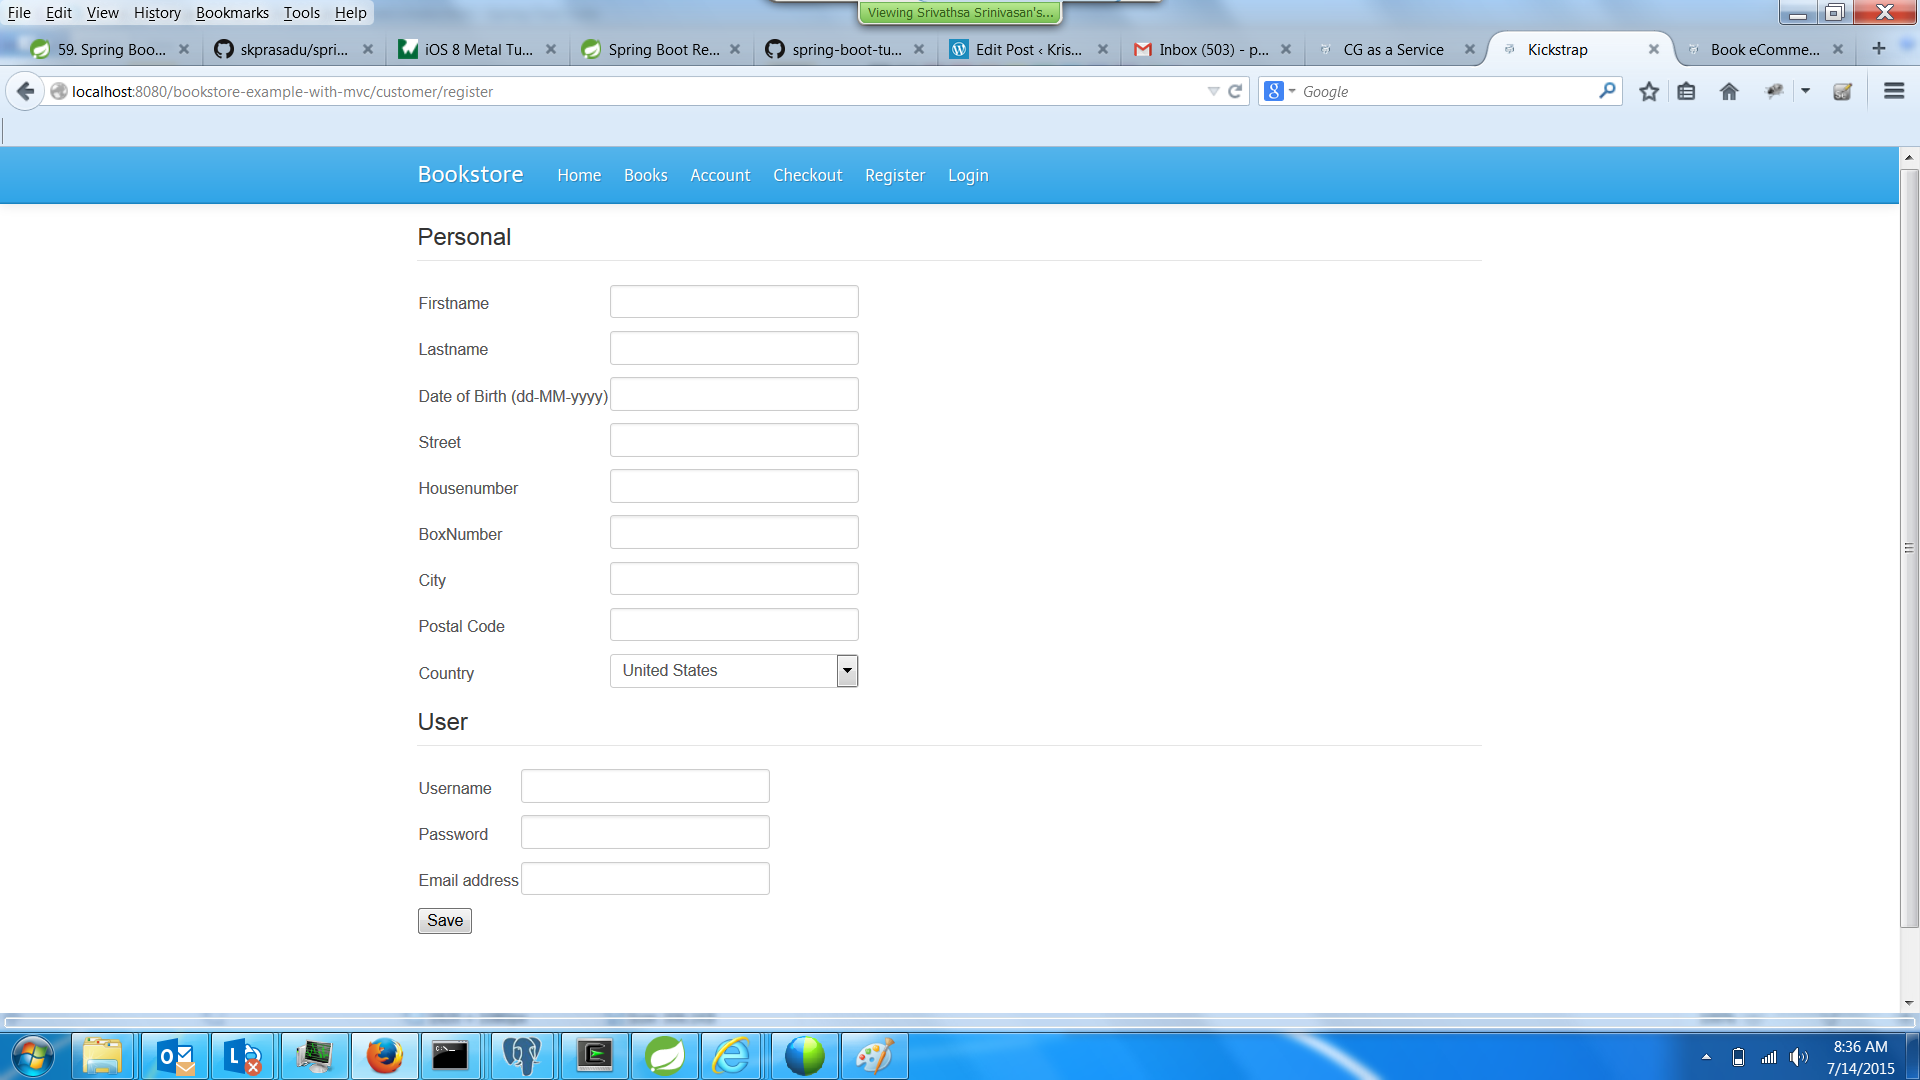 File Edit View History Bookmarks Tools Help
Viewing Srivathsa Srinivasan's...
59. Spring Boo... skprasadu/spri... iOS 8 Metal Tu... Spring Boot Re... spring-boot-tu... Edit Post ‹ Kris... Inbox (503) - p... CG as a Service Kickstrap Book eComme...
localhost:8080/bookstore-example-with-mvc/customer/register Google
Bookstore Home Books Account Checkout Register Login
Personal
Firstname
Lastname
Date of Birth (dd-MM-yyyy)
Street
Housenumber
BoxNumber
City
Postal Code
Country United States
User
Username
Password
Email address
Save
8:36 AM
7/14/2015